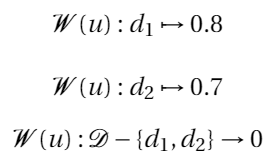 𝒲(u) : d₁ ↦ 0.8
𝒲(u) : d₂ ↦ 0.7
𝒲(u) : 𝒟 − {d₁, d₂} → 0